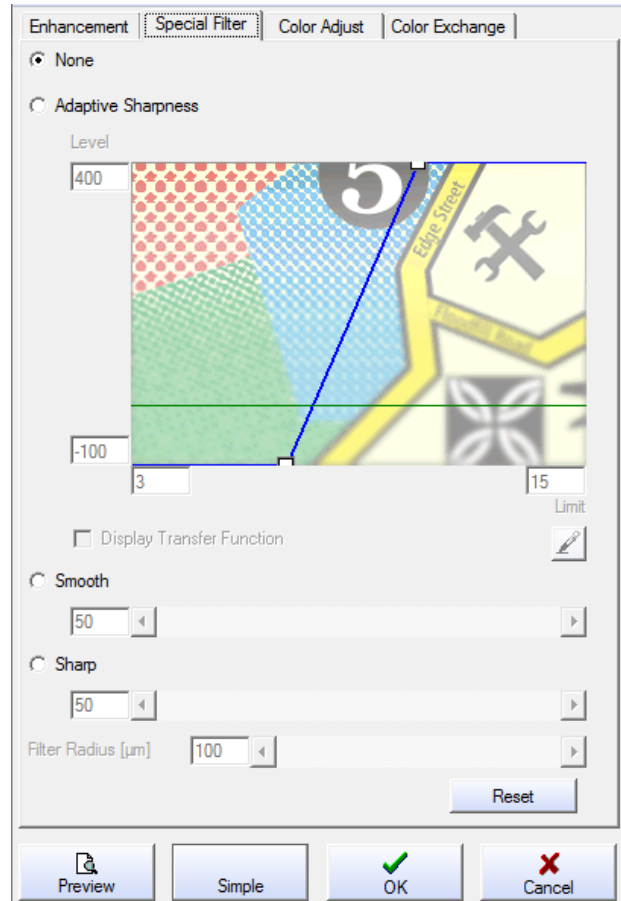 Enhancement Special Filter Color Adjust Color Exchange
None
Adaptive Sharpness
Level
400
5
Edge Street
Floodfill Road
-100
3 15
Limit
Display Transfer Function
Smooth
50
Sharp
50
Filter Radius [µm] 100
Reset
Preview Simple OK Cancel